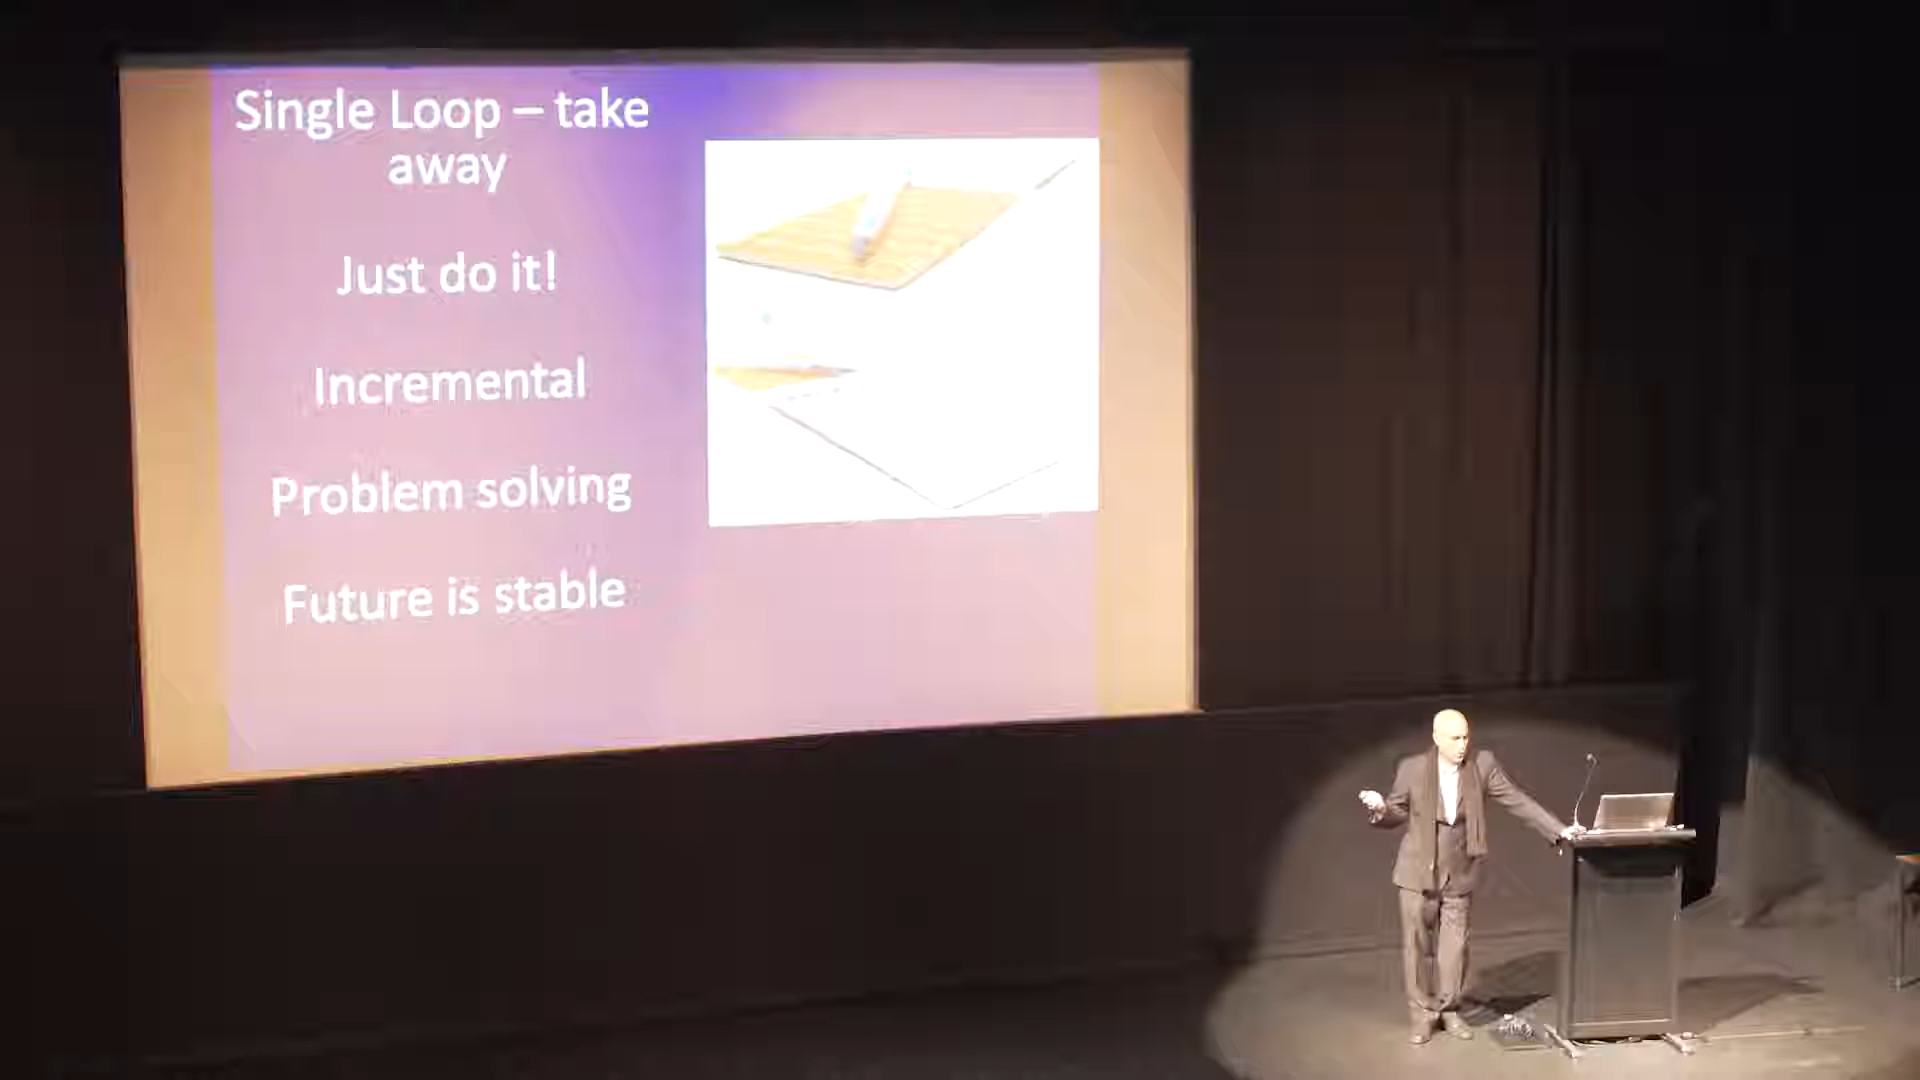 Single Loop – take
away
Just do it!
Incremental
Problem solving
Future is stable